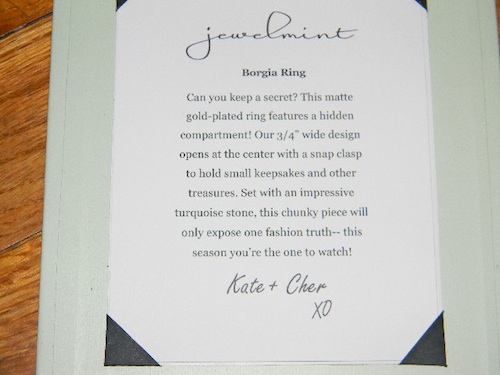 jewelmint
Borgia Ring
Can you keep a secret? This matte
gold-plated ring features a hidden
compartment! Our 3/4" wide design
opens at the center with a snap clasp
to hold small keepsakes and other
treasures. Set with an impressive
turquoise stone, this chunky piece will
only expose one fashion truth-- this
season you're the one to watch!
Kate + Cher
XO